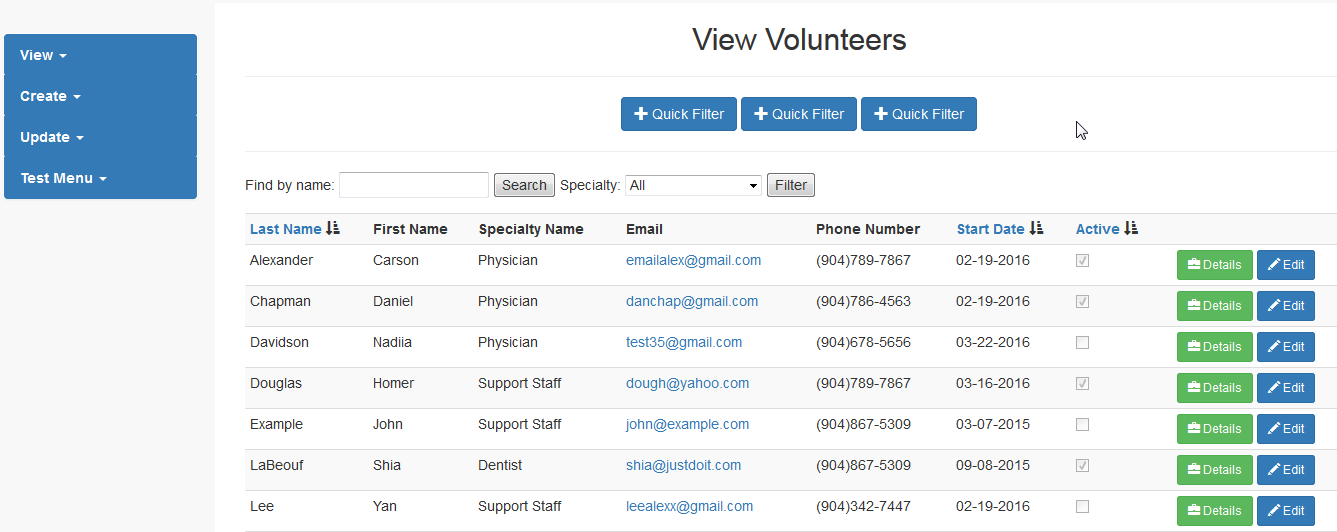 View Volunteers
View
Create
Update
Test Menu
Quick Filter Quick Filter Quick Filter
Find by name: Search Specialty: All Filter
Last Name First Name Specialty Name Email Phone Number Start Date Active
Alexander Carson Physician emailalex@gmail.com (904)789-7867 02-19-2016 Details Edit
Chapman Daniel Physician danchap@gmail.com (904)786-4563 02-19-2016 Details Edit
Davidson Nadiia Physician test35@gmail.com (904)678-5656 03-22-2016 Details Edit
Douglas Homer Support Staff dough@yahoo.com (904)789-7867 03-16-2016 Details Edit
Example John Support Staff john@example.com (904)867-5309 03-07-2015 Details Edit
LaBeouf Shia Dentist shia@justdoit.com (904)867-5309 09-08-2015 Details Edit
Lee Yan Support Staff leealexx@gmail.com (904)342-7447 02-19-2016 Details Edit